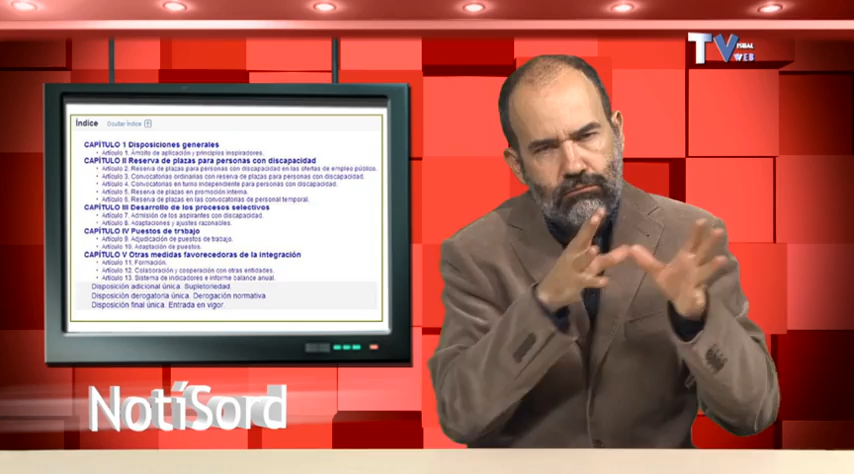 TVISUAL
WEB
Índice Ocultar índice
CAPÍTULO 1 Disposiciones generales
• Artículo 1. Ámbito de aplicación y principios inspiradores.
CAPÍTULO II Reserva de plazas para personas con discapacidad
• Artículo 2. Reserva de plazas para personas con discapacidad en las ofertas de empleo público.
• Artículo 3. Convocatorias ordinarias con reserva de plazas para personas con discapacidad.
• Artículo 4. Convocatorias en turno independiente para personas con discapacidad.
• Artículo 5. Reserva de plazas en promoción interna.
• Artículo 6. Reserva de plazas en las convocatorias de personal temporal.
CAPÍTULO III Desarrollo de los procesos selectivos
• Artículo 7. Admisión de los aspirantes con discapacidad.
• Artículo 8. Adaptaciones y ajustes razonables.
CAPÍTULO IV Puestos de trabajo
• Artículo 9. Adjudicación de puestos de trabajo.
• Artículo 10. Adaptación de puestos.
CAPÍTULO V Otras medidas favorecedoras de la integración
• Artículo 11. Formación.
• Artículo 12. Colaboración y cooperación con otras entidades.
• Artículo 13. Sistema de indicadores e informe balance anual.
Disposición adicional única. Supletoriedad.
Disposición derogatoria única. Derogación normativa.
Disposición final única. Entrada en vigor.
NotíSord